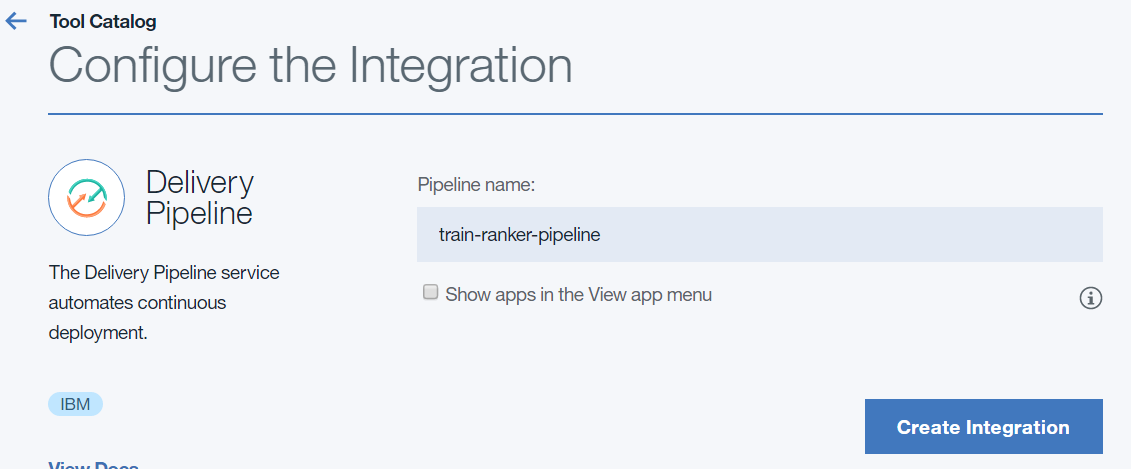 Tool Catalog
Configure the Integration
Delivery
Pipeline
The Delivery Pipeline service
automates continuous
deployment.
IBM
View Docs
Pipeline name:
train-ranker-pipeline
Show apps in the View app menu
Create Integration